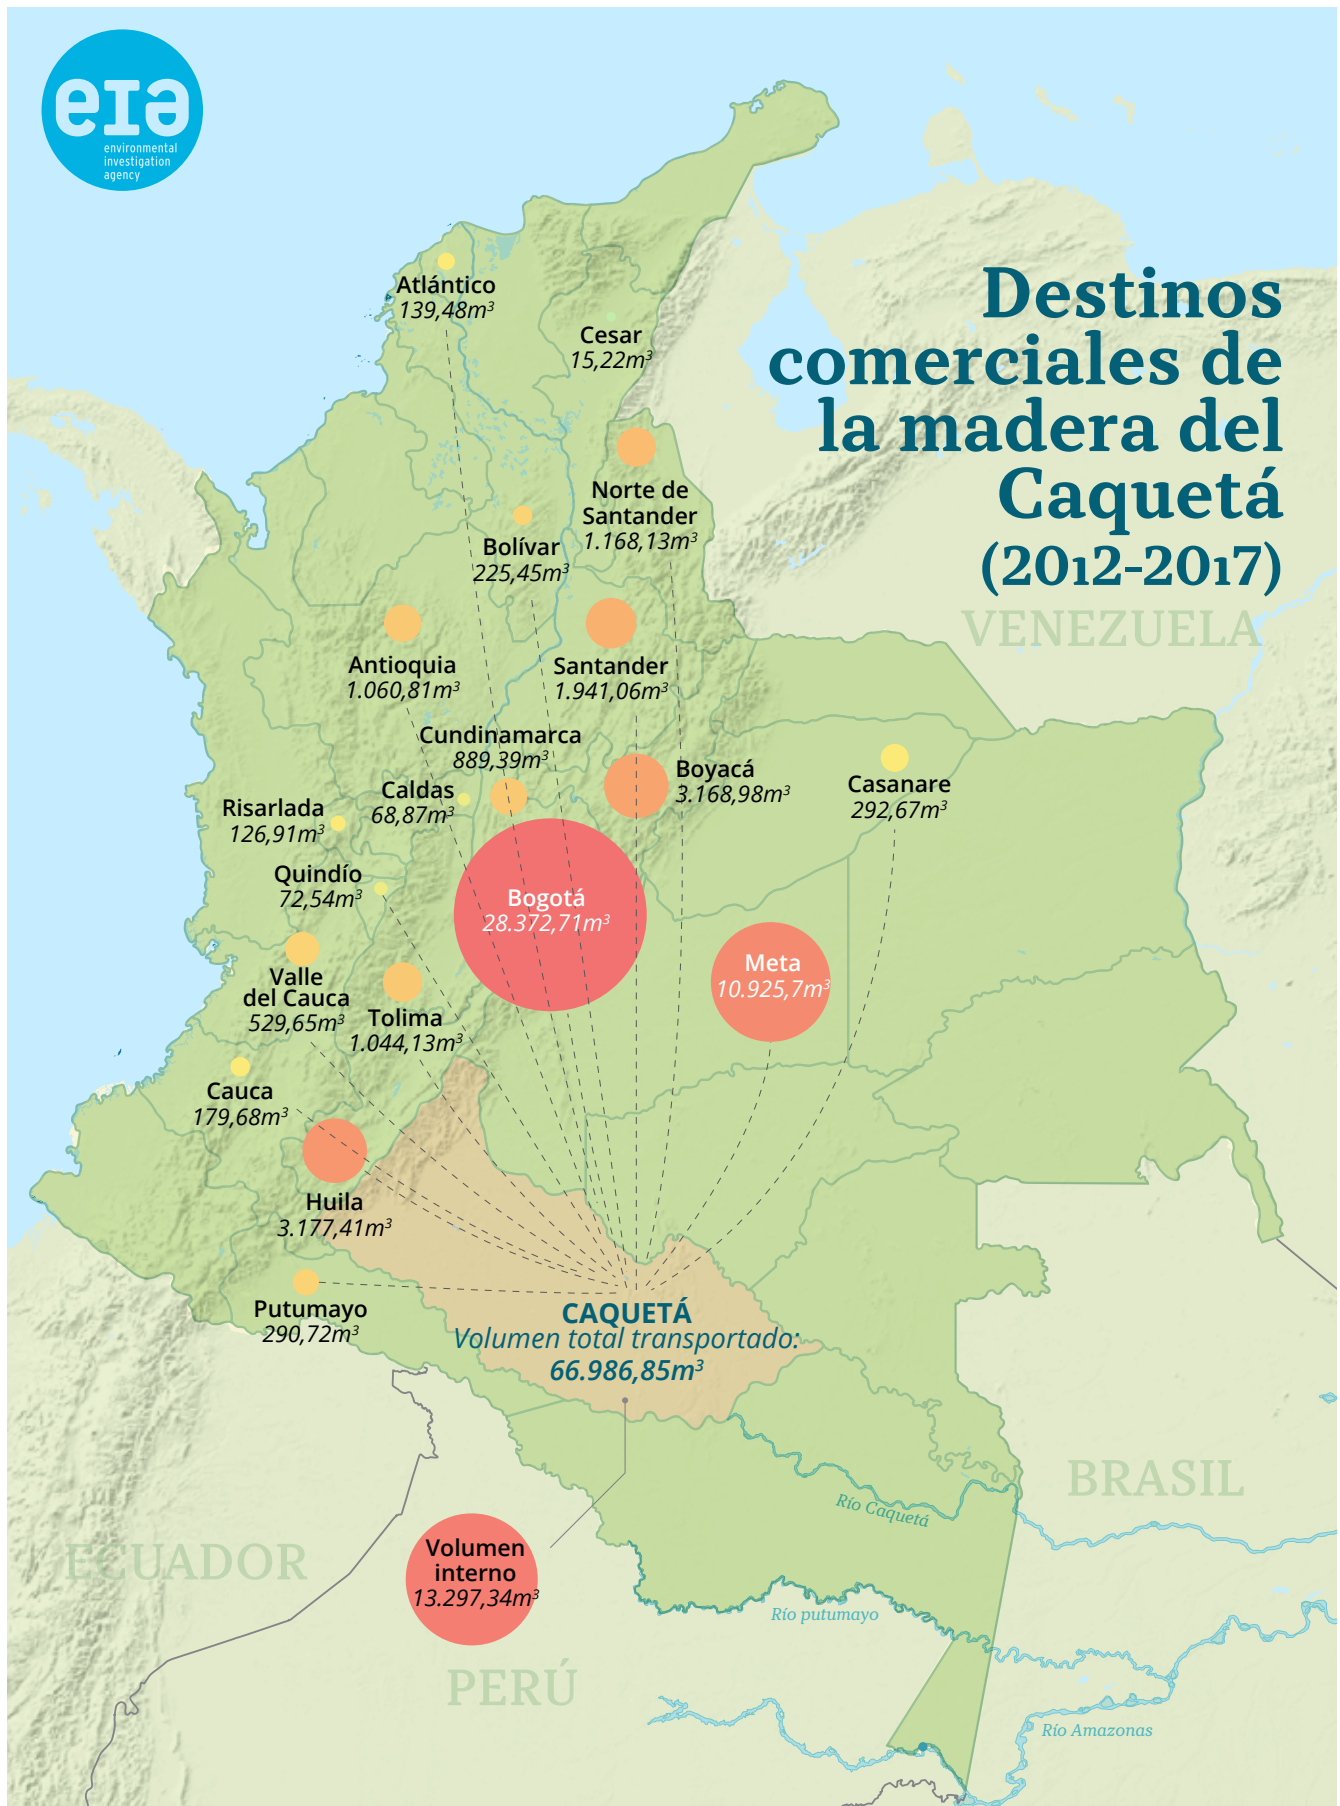 eia
environmental
investigation
agency
Destinos
comerciales de
la madera del
Caquetá
(2012-2017)
Atlántico
139,48m³
Cesar
15,22m³
Norte de
Santander
1.168,13m³
Bolívar
225,45m³
VENEZUELA
Antioquia
1.060,81m³
Santander
1.941,06m³
Cundinamarca
889,39m³
Boyacá
3.168,98m³
Casanare
292,67m³
Caldas
68,87m³
Risarlada
126,91m³
Quindío
72,54m³
Bogotá
28.372,71m³
Meta
10.925,7m³
Valle
del Cauca
529,65m³
Tolima
1.044,13m³
Cauca
179,68m³
Huila
3.177,41m³
Putumayo
290,72m³
CAQUETÁ
Volumen total transportado:
66.986,85m³
BRASIL
Río Caquetá
ECUADOR
Volumen
interno
13.297,34m³
Río putumayo
PERÚ
Río Amazonas